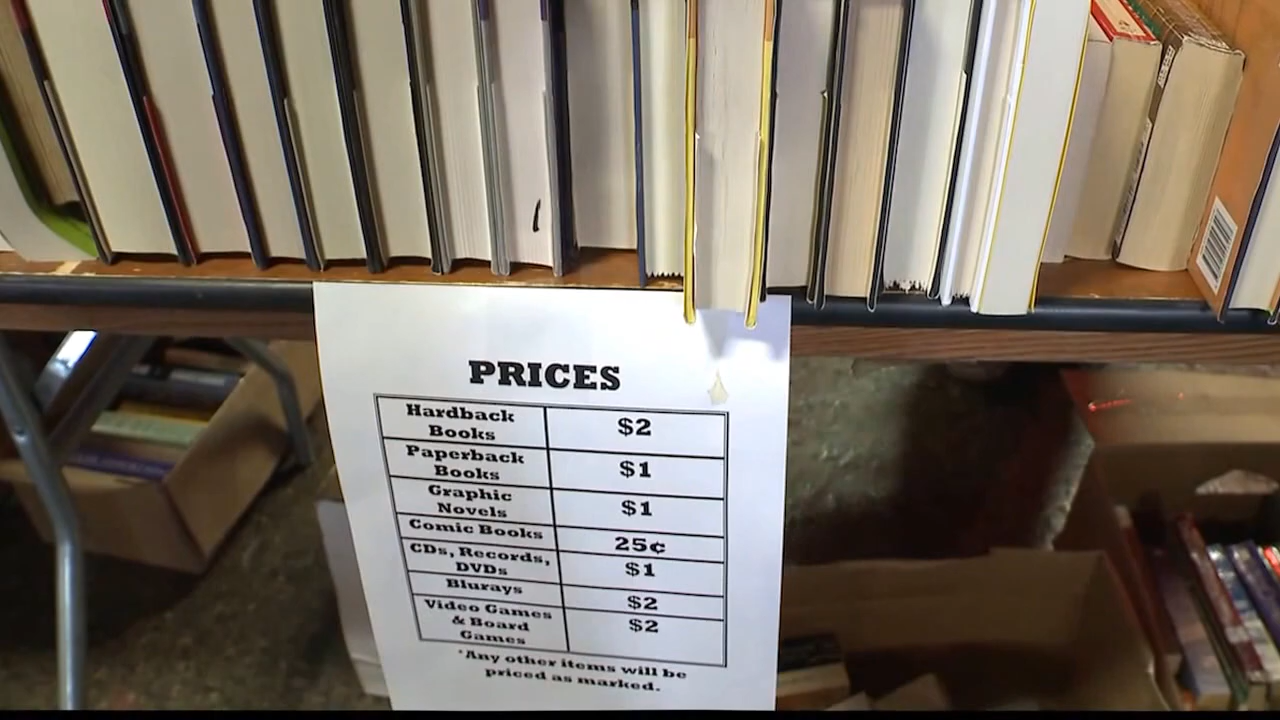 PRICES
Hardback
Books
$2
Paperback
Books
$1
Graphic
Novels
$1
Comic Books
25¢
CDs, Records,
DVDs
$1
Blurays
$2
Video Games
& Board
Games
$2
*Any other items will be
priced as marked.